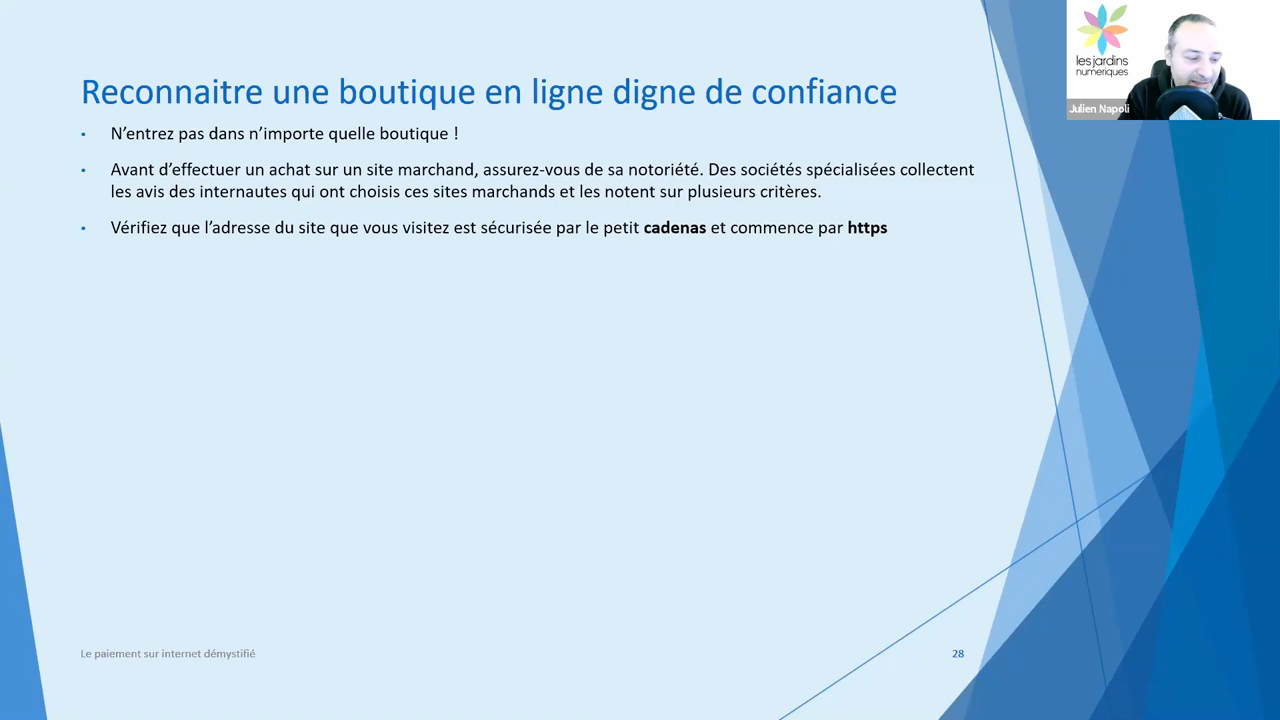 Reconnaitre une boutique en ligne digne de confiance
• N'entrez pas dans n'importe quelle boutique !
• Avant d'effectuer un achat sur un site marchand, assurez-vous de sa notoriété. Des sociétés spécialisées collectent
les avis des internautes qui ont choisis ces sites marchands et les notent sur plusieurs critères.
• Vérifiez que l'adresse du site que vous visitez est sécurisée par le petit cadenas et commence par https
Le paiement sur internet démystifié
28
les jardins
numeriques
Julien Napoli